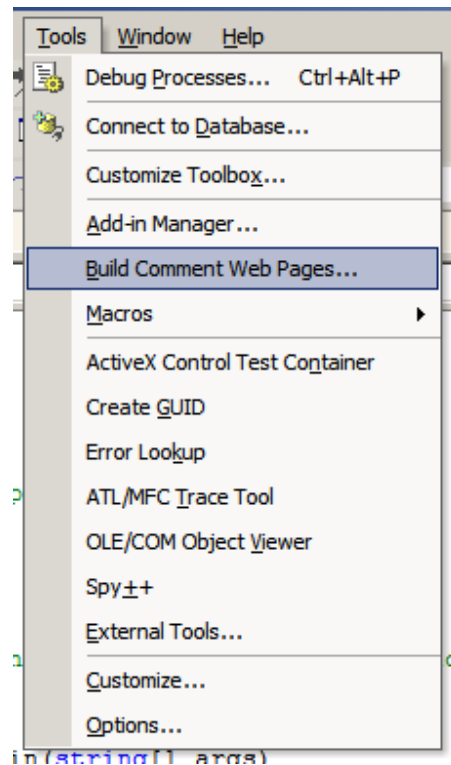 Tools Window Help
Debug Processes... Ctrl+Alt+P
Connect to Database...
Customize Toolbox...
Add-in Manager...
Build Comment Web Pages...
Macros
ActiveX Control Test Container
Create GUID
Error Lookup
ATL/MFC Trace Tool
OLE/COM Object Viewer
Spy++
External Tools...
Customize...
Options...
in(string[] args)